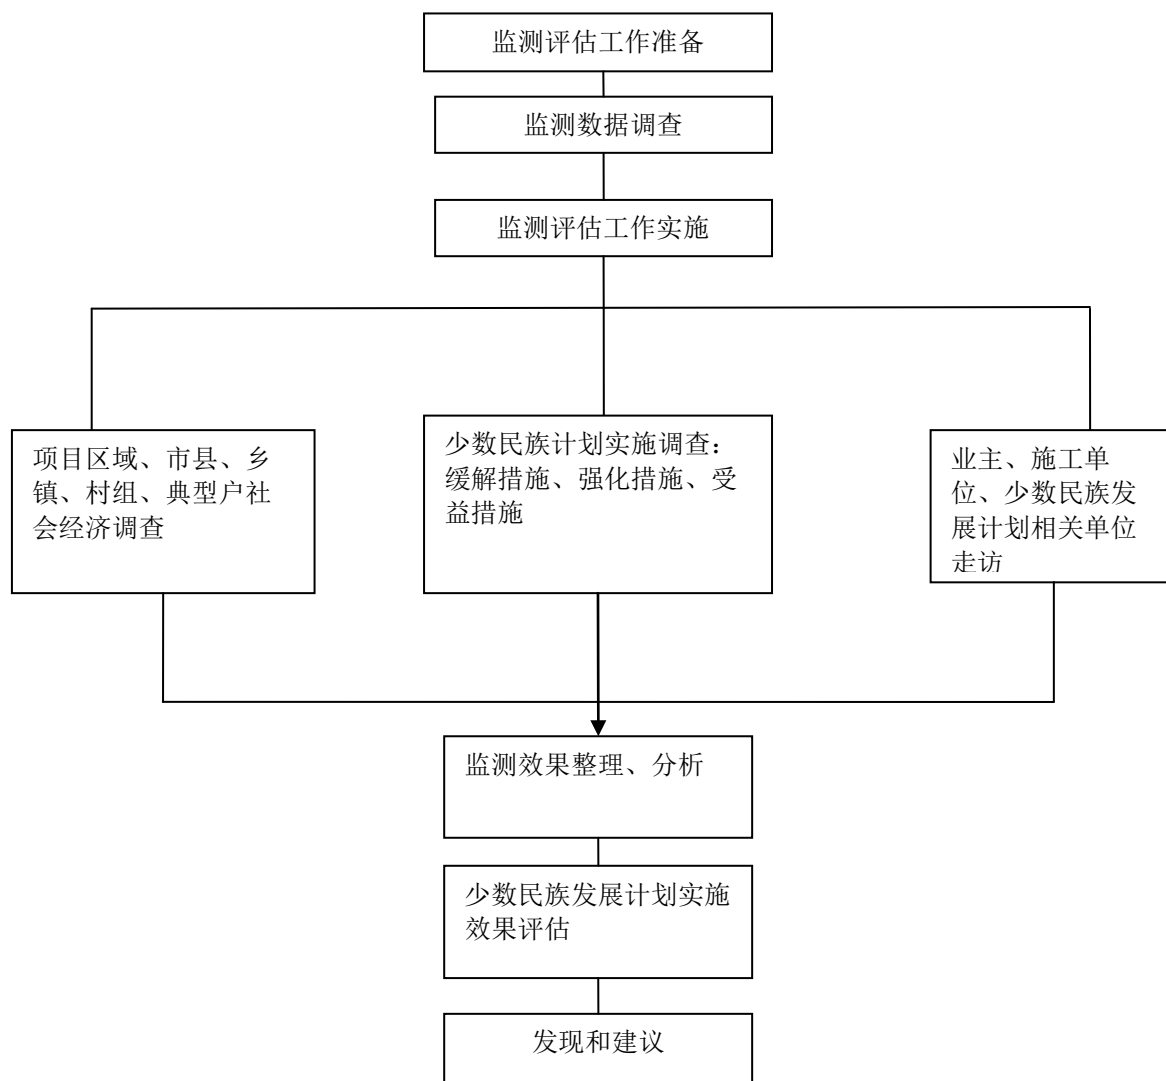 监测评估工作准备
监测数据调查
监测评估工作实施
项目区域、市县、乡
镇、村组、典型户社
会经济调查
少数民族计划实施调查：
缓解措施、强化措施、受
益措施
业主、施工单
位、少数民族发
展计划相关单位
走访
监测效果整理、分析
少数民族发展计划实施
效果评估
发现和建议